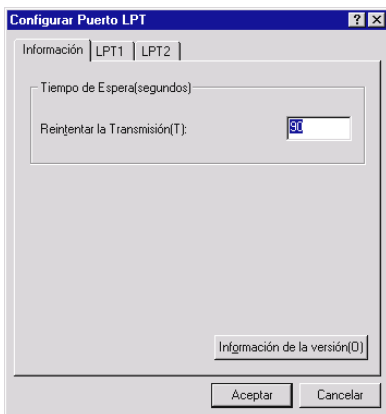 Configurar Puerto LPT
Información LPT1 LPT2
Tiempo de Espera(segundos)
Reintentar la Transmisión(T): 90
Información de la versión(O)
Aceptar Cancelar